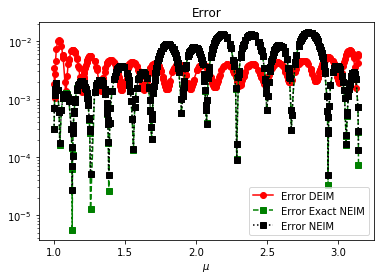 Error
10⁻²
10⁻³
10⁻⁴
10⁻⁵
1.0 1.5 2.0 2.5 3.0
μ
Error DEIM
Error Exact NEIM
Error NEIM